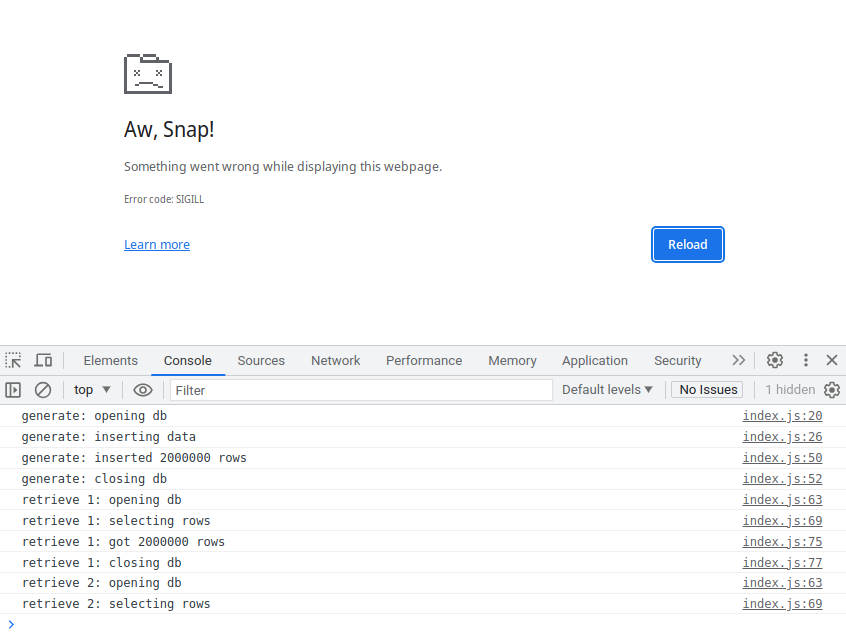 Aw, Snap!
Something went wrong while displaying this webpage.
Error code: SIGILL
Learn more
Reload
Elements Console Sources Network Performance Memory Application Security
top Filter Default levels No Issues 1 hidden
generate: opening db index.js:20
generate: inserting data index.js:26
generate: inserted 2000000 rows index.js:50
generate: closing db index.js:52
retrieve 1: opening db index.js:63
retrieve 1: selecting rows index.js:69
retrieve 1: got 2000000 rows index.js:75
retrieve 1: closing db index.js:77
retrieve 2: opening db index.js:63
retrieve 2: selecting rows index.js:69